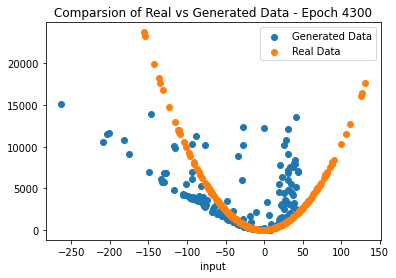 Comparsion of Real vs Generated Data - Epoch 4300
Generated Data
Real Data
20000
15000
10000
5000
0
−250 −200 −150 −100 −50 0 50 100 150
input